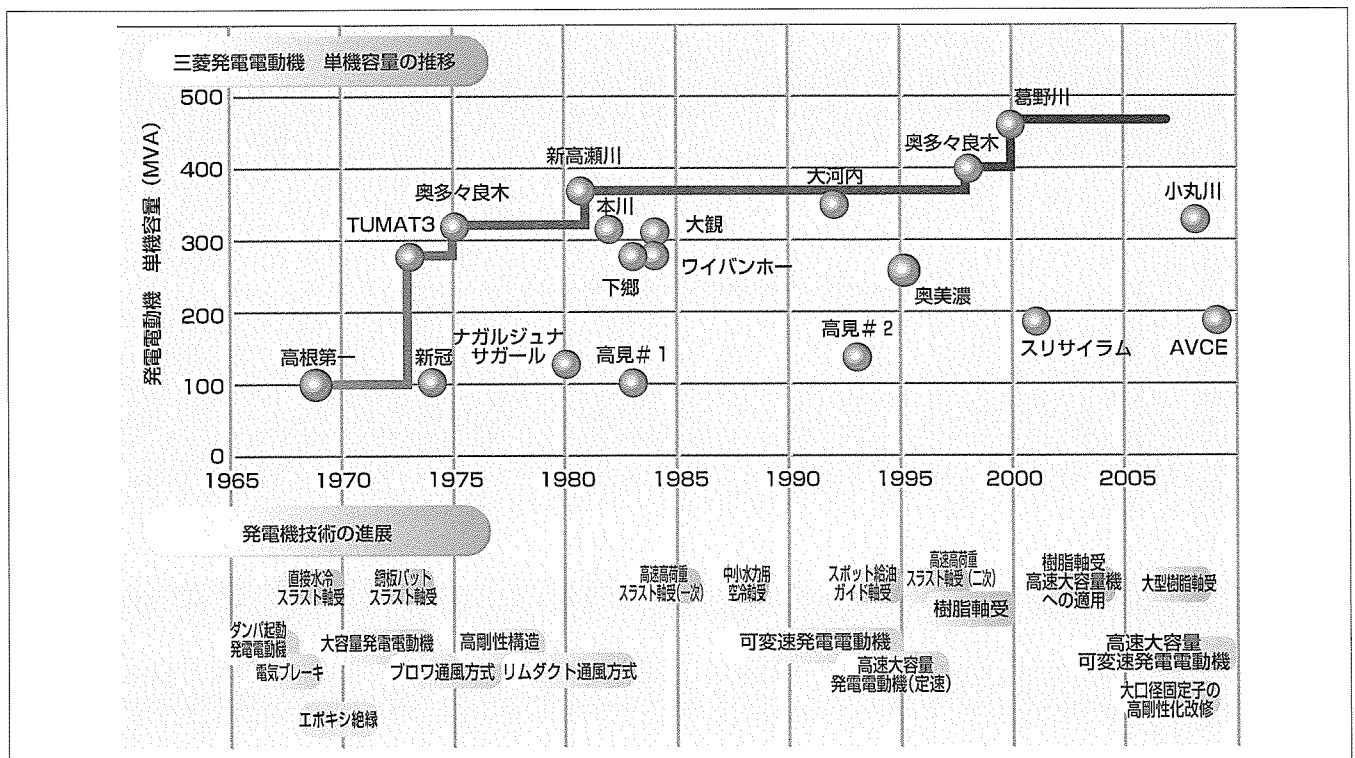 三菱発電電動機 単機容量の推移
発電電動機 単機容量 (MVA)
500
400
300
200
100
0
1965
1970
1975
1980
1985
1990
1995
2000
2005
高根第一
TUMAT3
新冠
奥多々良木
ナガルジュナ
サガール
新高瀬川
本川
下郷
高見#1
大観
ワイバンホー
大河内
高見#2
奥美濃
奥多々良木
葛野川
スリサイラム
小丸川
AVCE
発電機技術の進展
直接水冷
スラスト軸受
銅板パット
スラスト軸受
高速高荷重
スラスト軸受(一次)
中小水力用
空冷軸受
スポット給油
ガイド軸受
高速高荷重
スラスト軸受(二次)
樹脂軸受
樹脂軸受
高速大容量機
への適用
大型樹脂軸受
ダンパ起動
発電電動機
電気ブレーキ
大容量発電電動機
高剛性構造
ブロワ通風方式
リムダクト通風方式
可変速発電電動機
高速大容量
発電電動機(定速)
高速大容量
可変速発電電動機
大口径固定子の
高剛性化改修
エポキシ絶縁